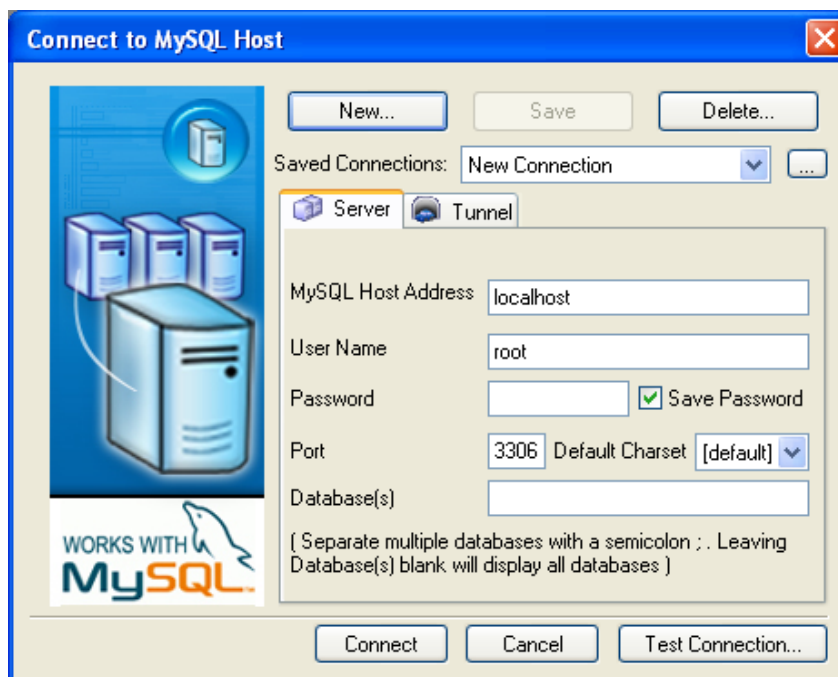 Connect to MySQL Host
New... Save Delete...
Saved Connections: New Connection ...
Server Tunnel
MySQL Host Address localhost
User Name root
Password Save Password
Port 3306 Default Charset [default]
Database(s)
( Separate multiple databases with a semicolon ; . Leaving
Database(s) blank will display all databases )
WORKS WITH
MySQL™
Connect Cancel Test Connection...